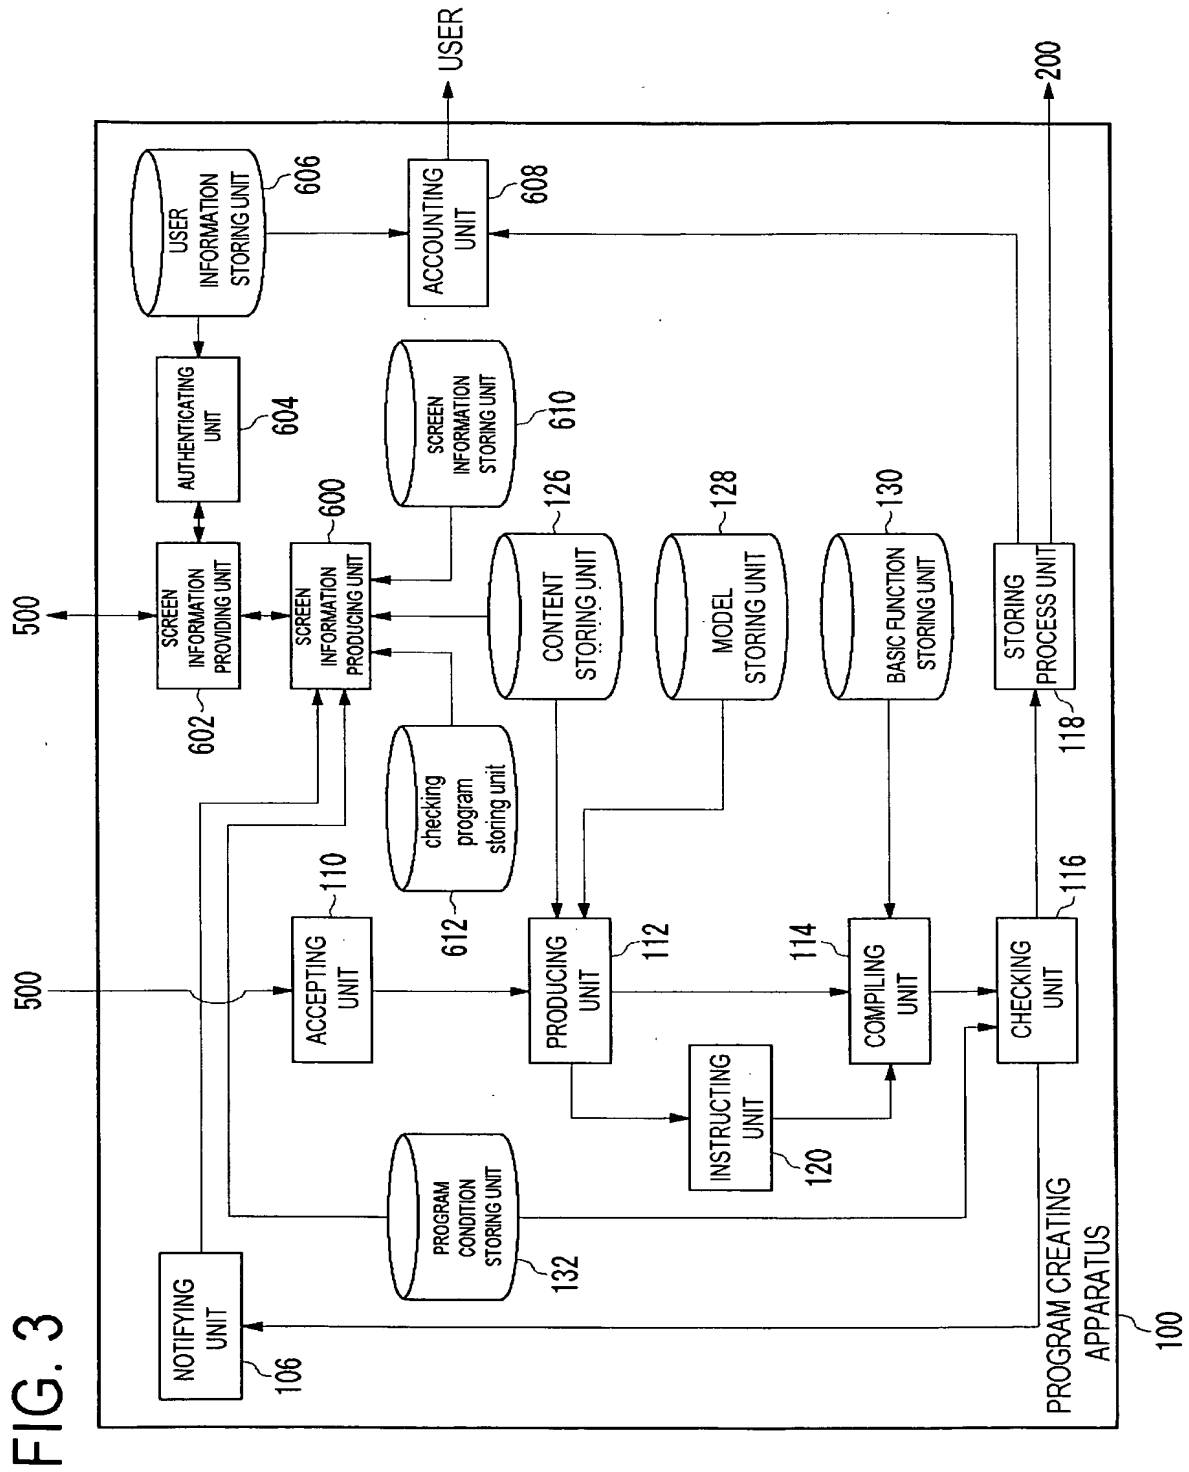 FIG. 3
500
500
NOTIFYING
UNIT
106
SCREEN
INFORMATION
PROVIDING UNIT
602
AUTHENTICATING
UNIT
604
USER
INFORMATION
STORING UNIT
606
ACCEPTING
UNIT
110
SCREEN
INFORMATION
PRODUCING UNIT
600
PROGRAM
CONDITION
STORING UNIT
132
checking
program
storing unit
612
SCREEN
INFORMATION
STORING UNIT
610
ACCOUNTING
UNIT
608
USER
PRODUCING
UNIT
112
CONTENT
STORING UNIT
126
INSTRUCTING
UNIT
120
MODEL
STORING UNIT
128
COMPILING
UNIT
114
BASIC FUNCTION
STORING UNIT
130
CHECKING
UNIT
116
STORING
PROCESS UNIT
118
200
PROGRAM CREATING
APPARATUS
100